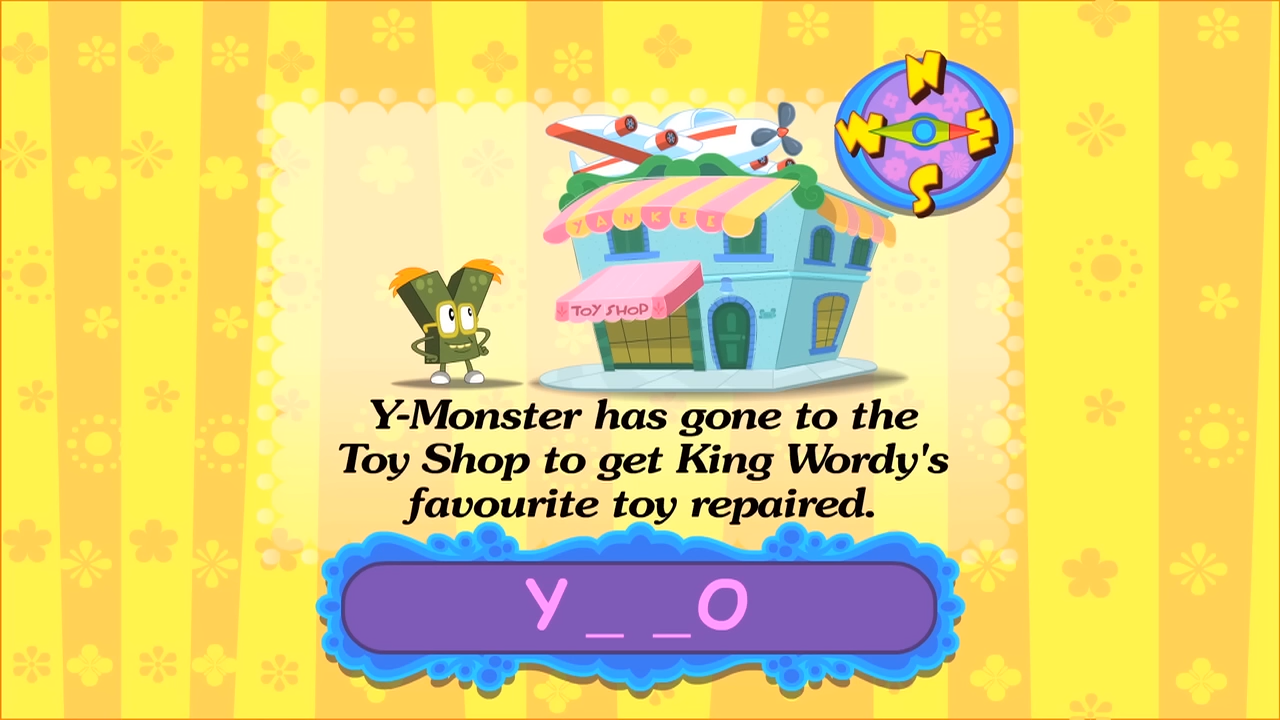 N
W E
S
YANKEE
TOY SHOP
Y-Monster has gone to the
Toy Shop to get King Wordy's
favourite toy repaired.
Y _ _ O